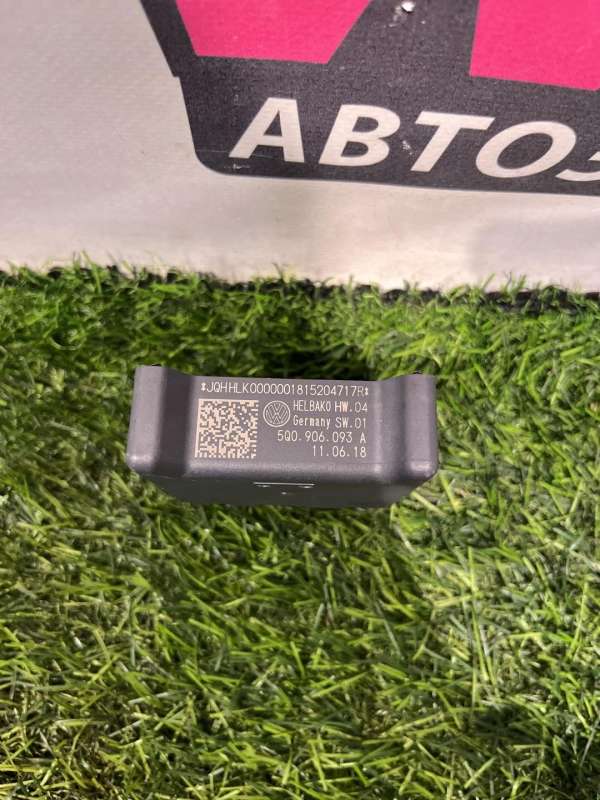 АВТОЗ
*JQHHLK0000001815204717R*
HELBAKO HW.04
Germany SW.01
5Q0.906.093 A
11.06.18